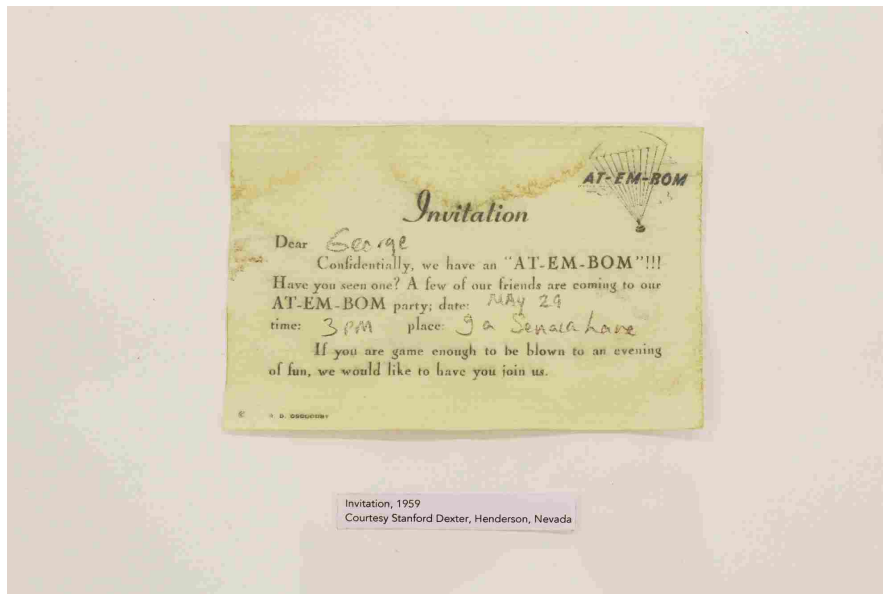 AT-EM-BOM
Invitation
Dear George
Confidentially, we have an "AT-EM-BOM"!!!
Have you seen one? A few of our friends are coming to our
AT-EM-BOM party; date: MAY 29
time: 3 PM place: 9a Lane
If you are game enough to be blown to an evening
of fun, we would like to have you join us.
©
Invitation, 1959
Courtesy Stanford Dexter, Henderson, Nevada